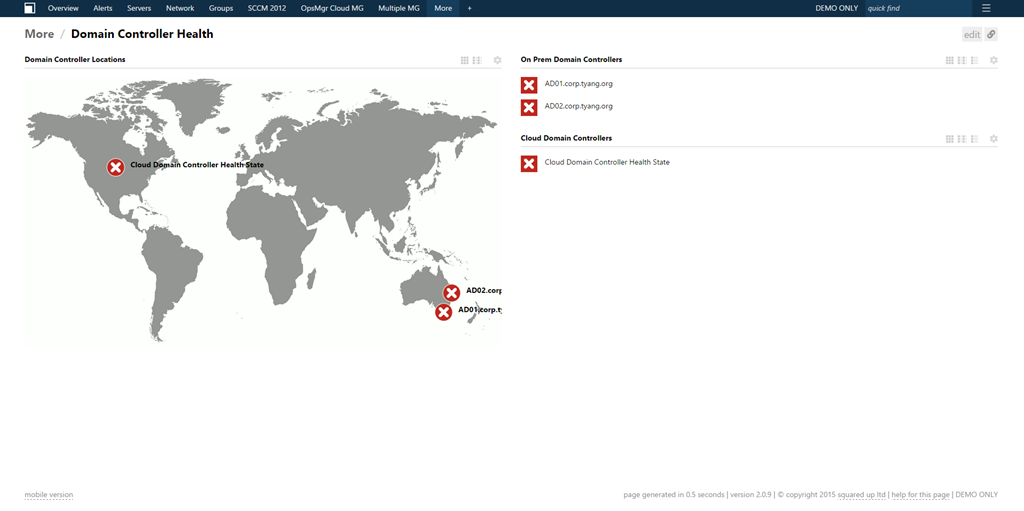 Overview Alerts Servers Network Groups SCCM 2012 OpsMgr Cloud MG Multiple MG More + DEMO ONLY quick find
More / Domain Controller Health
edit
Domain Controller Locations
Cloud Domain Controller Health State
AD02.corp
AD01.corp.ty
On Prem Domain Controllers
AD01.corp.tyang.org
AD02.corp.tyang.org
Cloud Domain Controllers
Cloud Domain Controller Health State
mobile version
page generated in 0.5 seconds | version 2.0.9 | © copyright 2015 squared up ltd | help for this page | DEMO ONLY